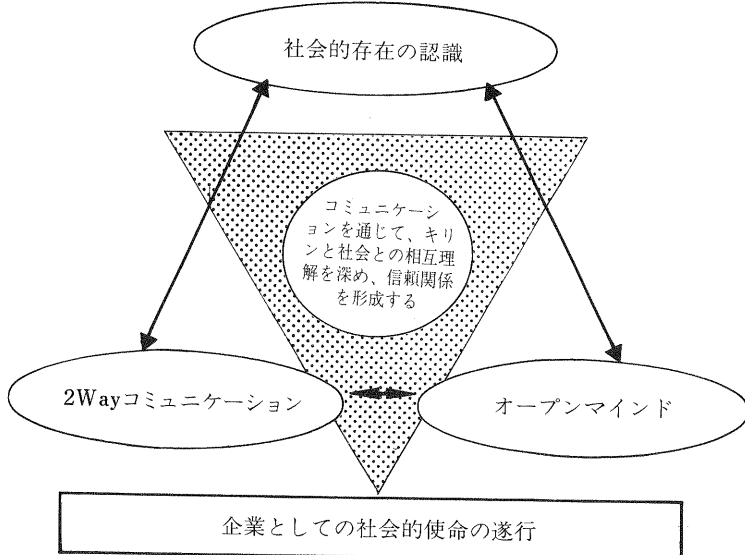 社会的存在の認識
コミュニケーシ
ョンを通じて、キリ
ンと社会との相互理
解を深め、信頼関係
を形成する
2Wayコミュニケーション
オープンマインド
企業としての社会的使命の遂行